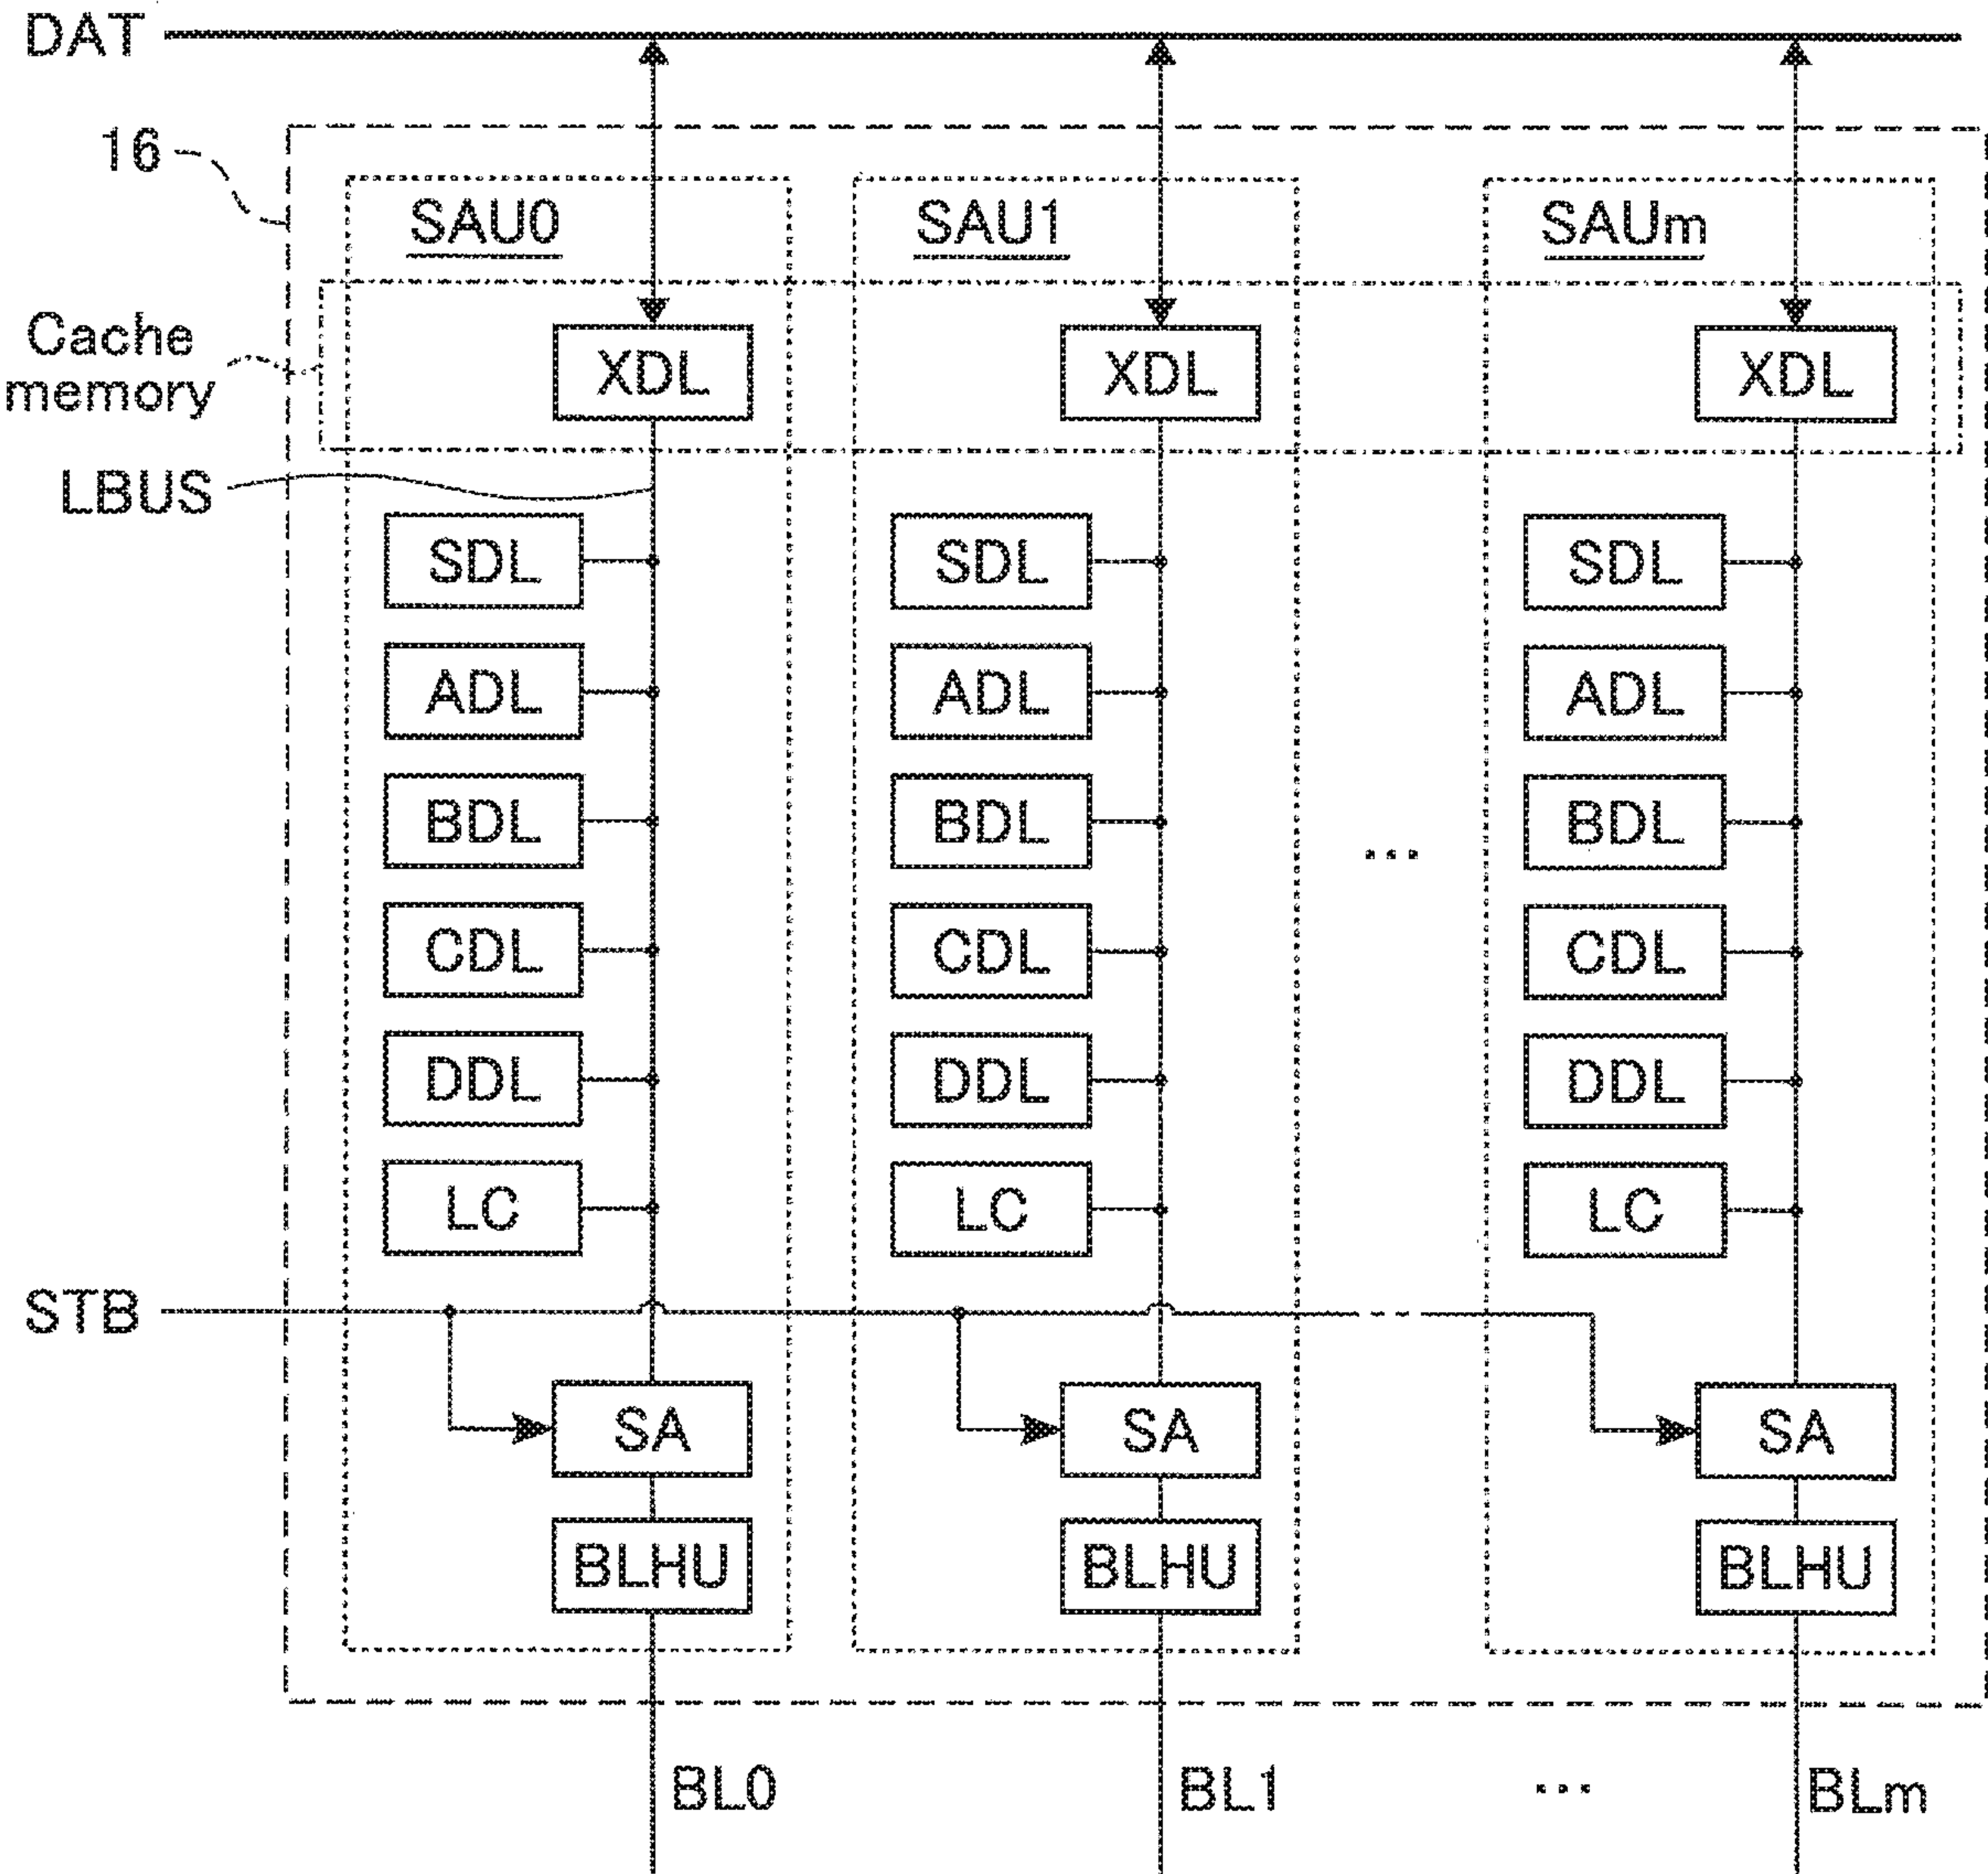 DAT
16
SAU0 SAU1 SAUm
Cache
memory
XDL XDL XDL
LBUS
SDL SDL SDL
ADL ADL ADL
BDL BDL ... BDL
CDL CDL CDL
DDL DDL DDL
LC LC LC
STB
SA SA SA
BLHU BLHU BLHU
BL0 BL1 ... BLm